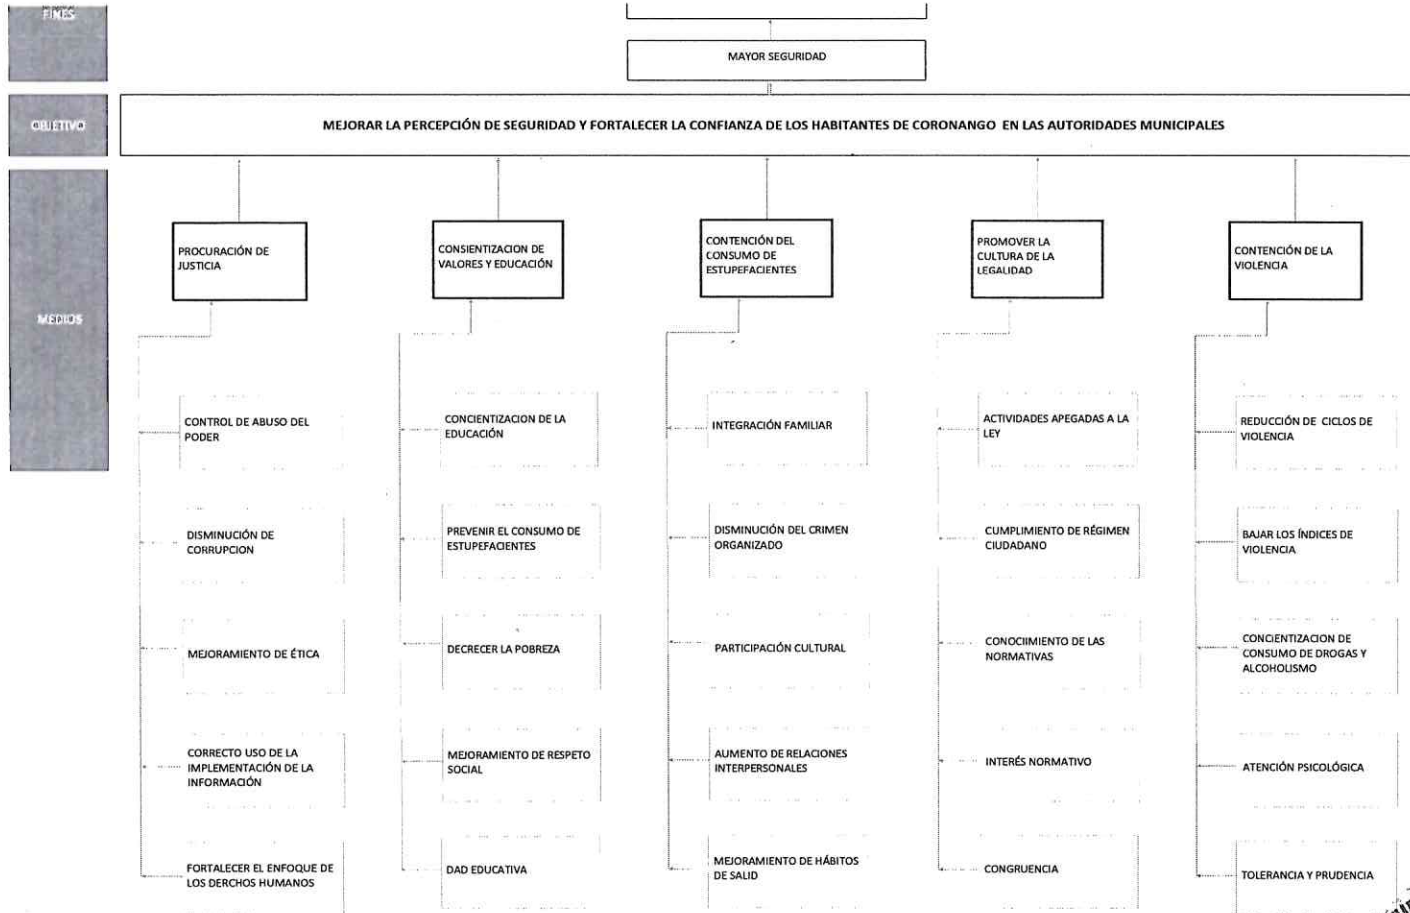 FINES
MAYOR SEGURIDAD
OBJETIVO
MEJORAR LA PERCEPCIÓN DE SEGURIDAD Y FORTALECER LA CONFIANZA DE LOS HABITANTES DE CORONANGO EN LAS AUTORIDADES MUNICIPALES
MEDIOS
PROCURACIÓN DE
JUSTICIA
CONSIENTIZACION DE
VALORES Y EDUCACIÓN
CONTENCIÓN DEL
CONSUMO DE
ESTUPEFACIENTES
PROMOVER LA
CULTURA DE LA
LEGALIDAD
CONTENCIÓN DE LA
VIOLENCIA
CONTROL DE ABUSO DEL
PODER
CONCIENTIZACION DE LA
EDUCACIÓN
INTEGRACIÓN FAMILIAR
ACTIVIDADES APEGADAS A LA
LEY
REDUCCIÓN DE CICLOS DE
VIOLENCIA
DISMINUCIÓN DE
CORRUPCION
PREVENIR EL CONSUMO DE
ESTUPEFACIENTES
DISMINUCIÓN DEL CRIMEN
ORGANIZADO
CUMPLIMIENTO DE RÉGIMEN
CIUDADANO
BAJAR LOS ÍNDICES DE
VIOLENCIA
MEJORAMIENTO DE ÉTICA
DECRECER LA POBREZA
PARTICIPACIÓN CULTURAL
CONOCIIMIENTO DE LAS
NORMATIVAS
CONCIENTIZACION DE
CONSUMO DE DROGAS Y
ALCOHOLISMO
CORRECTO USO DE LA
IMPLEMENTACIÓN DE LA
INFORMACIÓN
MEJORAMIENTO DE RESPETO
SOCIAL
AUMENTO DE RELACIONES
INTERPERSONALES
INTERÉS NORMATIVO
ATENCIÓN PSICOLÓGICA
FORTALECER EL ENFOQUE DE
LOS DERCHOS HUMANOS
DAD EDUCATIVA
MEJORAMIENTO DE HÁBITOS
DE SALID
CONGRUENCIA
TOLERANCIA Y PRUDENCIA